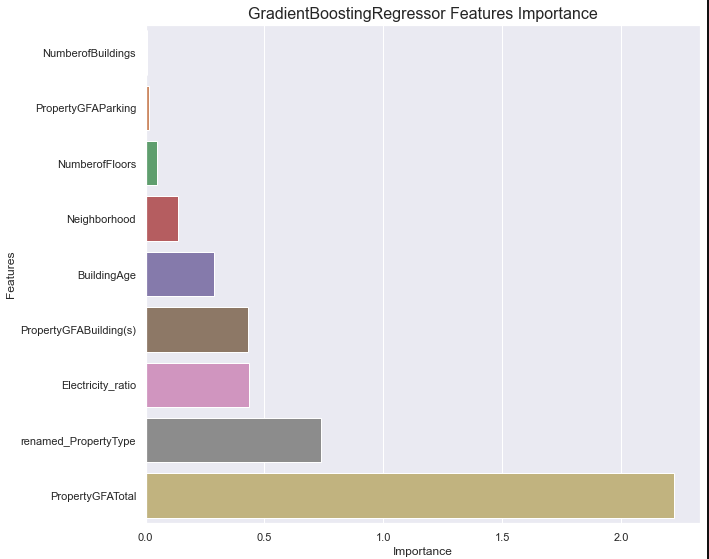 GradientBoostingRegressor Features Importance
NumberofBuildings
PropertyGFAParking
NumberofFloors
Neighborhood
BuildingAge
PropertyGFABuilding(s)
Electricity_ratio
renamed_PropertyType
PropertyGFATotal
Features
0.0 0.5 1.0 1.5 2.0
Importance